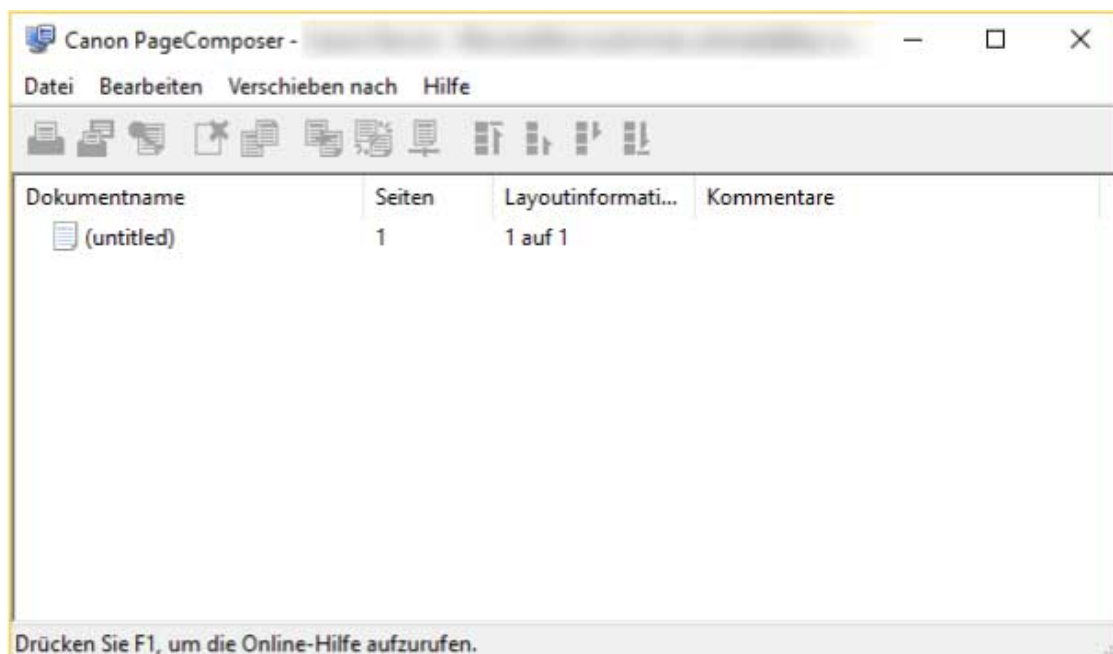 Canon PageComposer -
Datei Bearbeiten Verschieben nach Hilfe
Dokumentname Seiten Layoutinformati... Kommentare
(untitled) 1 1 auf 1
Drücken Sie F1, um die Online-Hilfe aufzurufen.